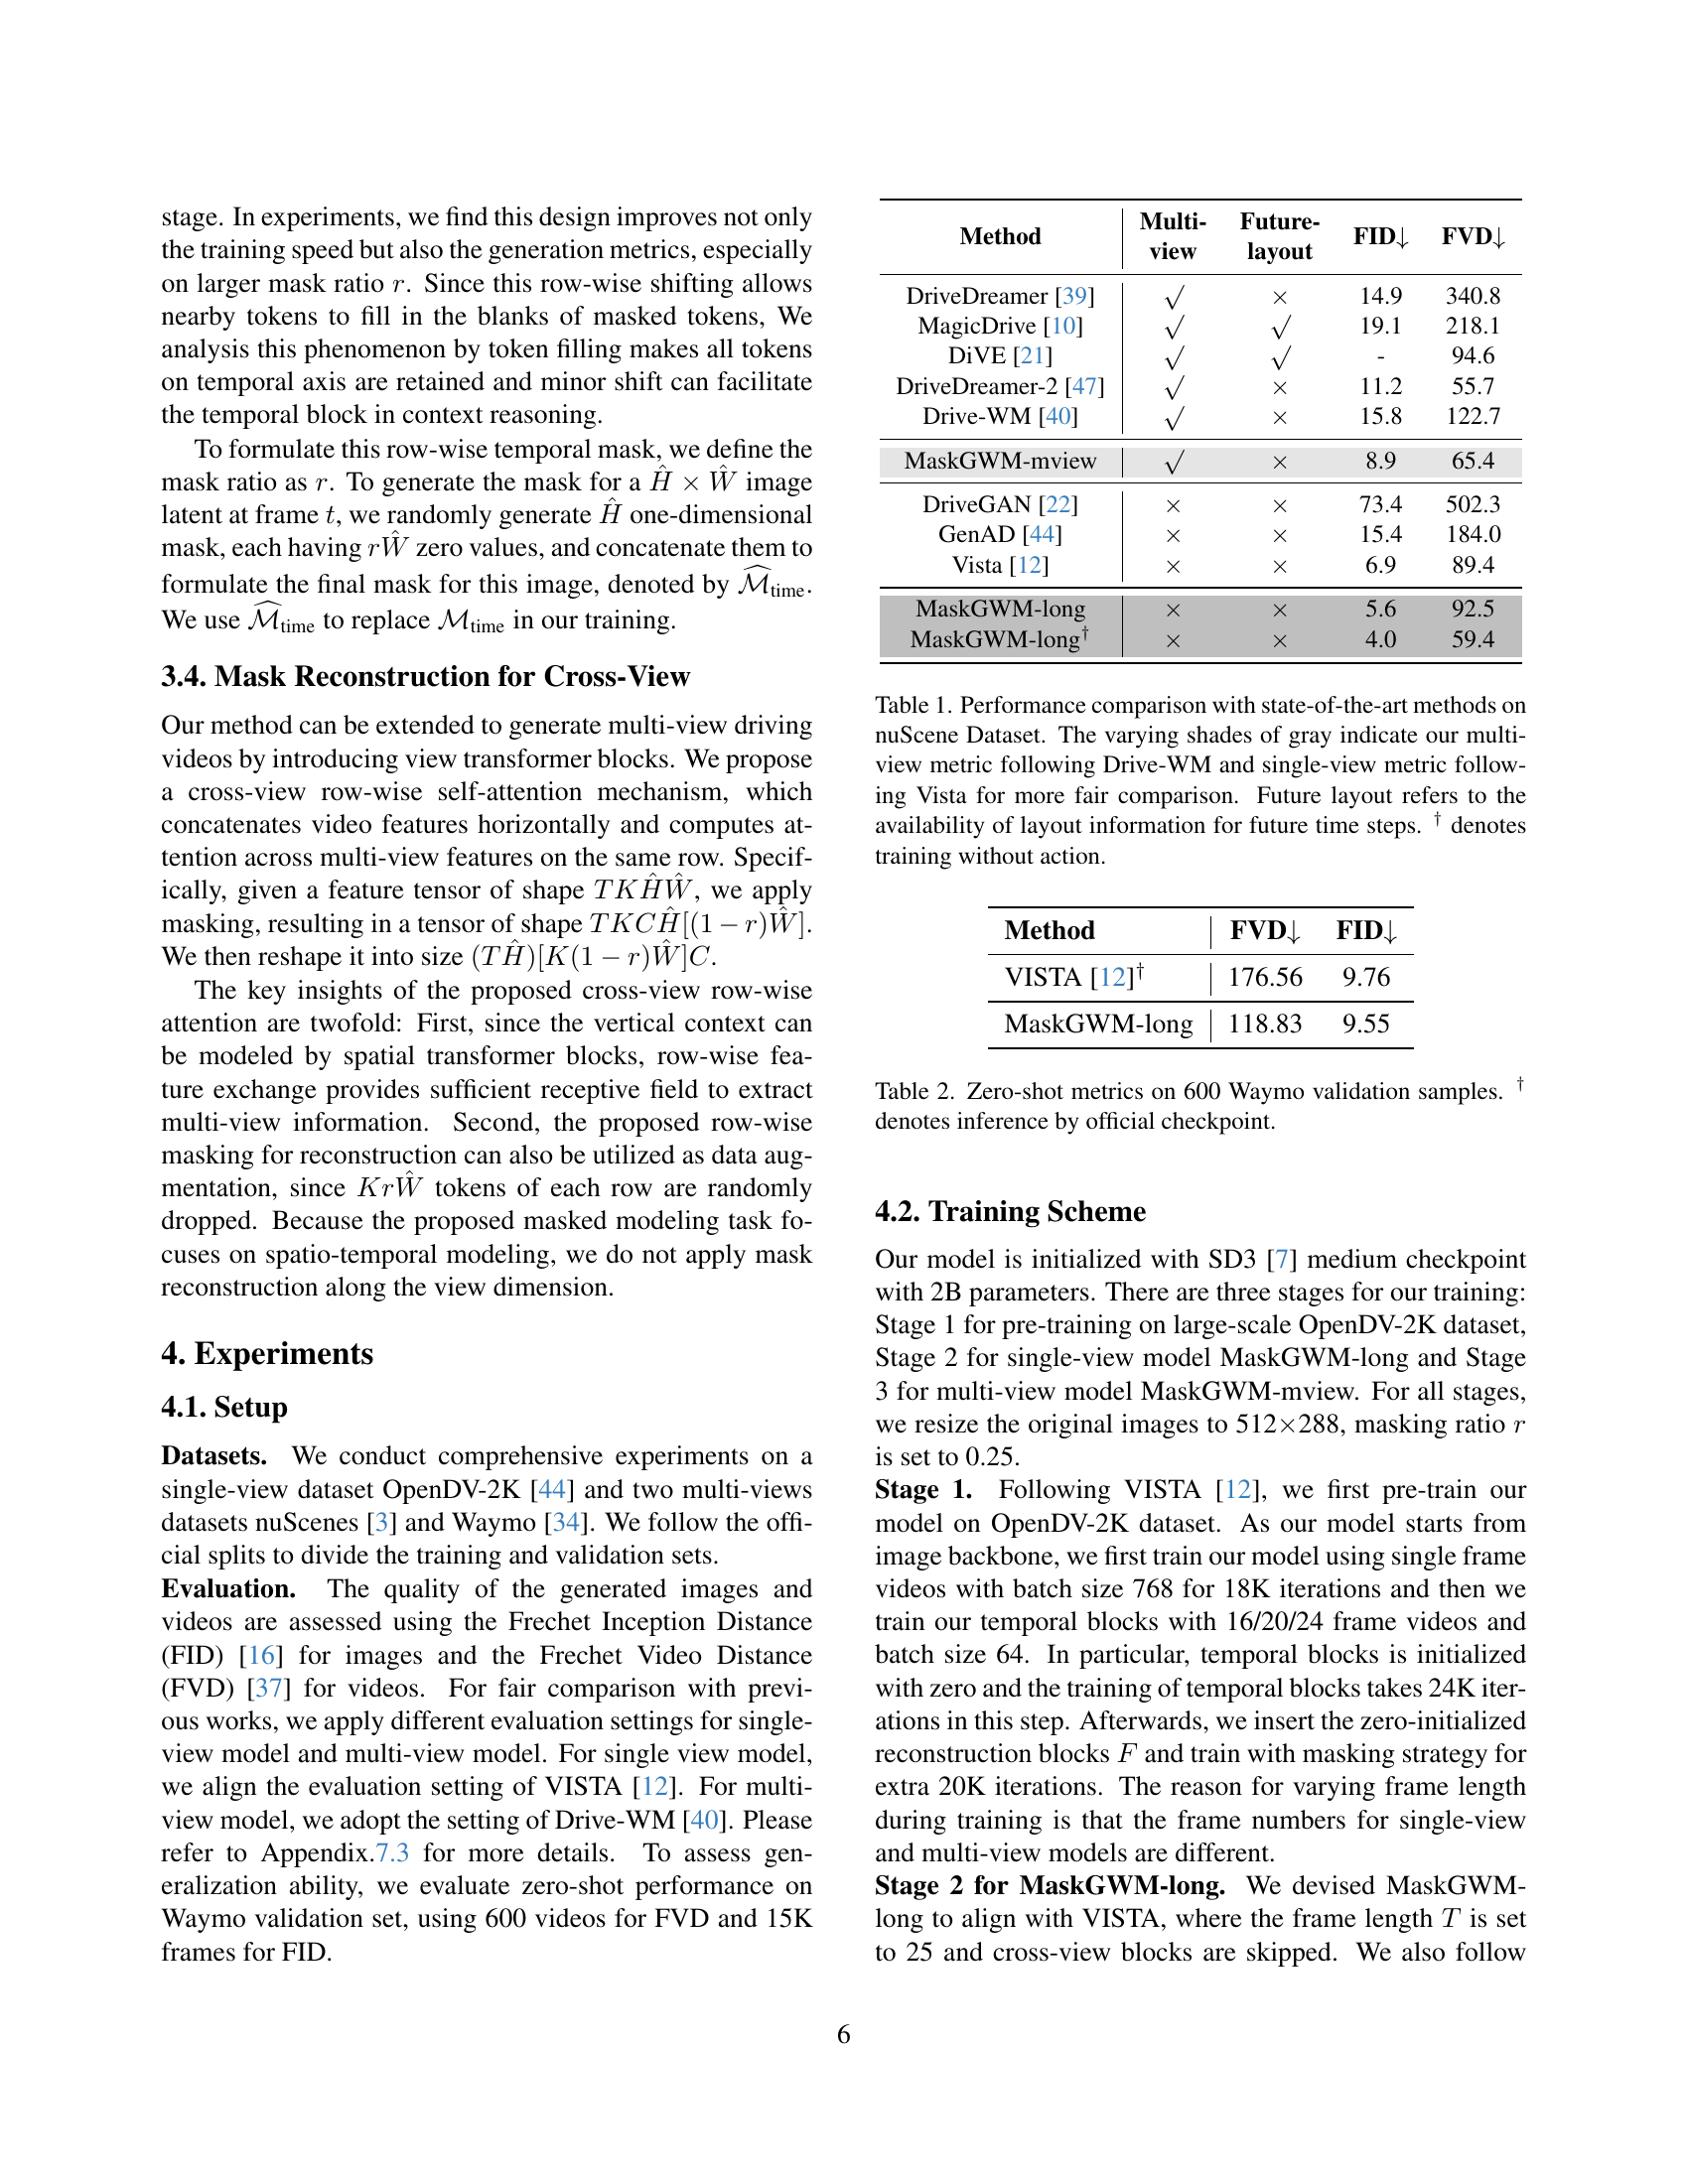 stage. In experiments, we find this design improves not only
the training speed but also the generation metrics, especially
on larger mask ratio r. Since this row-wise shifting allows
nearby tokens to fill in the blanks of masked tokens, We
analysis this phenomenon by token filling makes all tokens
on temporal axis are retained and minor shift can facilitate
the temporal block in context reasoning.
To formulate this row-wise temporal mask, we define the
mask ratio as r. To generate the mask for a Ĥ × Ŵ image
latent at frame t, we randomly generate Ĥ one-dimensional
mask, each having rŴ zero values, and concatenate them to
formulate the final mask for this image, denoted by $\widehat{\mathcal{M}}_{\text{time}}$.
We use $\widehat{\mathcal{M}}_{\text{time}}$ to replace $\mathcal{M}_{\text{time}}$ in our training.
3.4. Mask Reconstruction for Cross-View
Our method can be extended to generate multi-view driving
videos by introducing view transformer blocks. We propose
a cross-view row-wise self-attention mechanism, which
concatenates video features horizontally and computes at-
tention across multi-view features on the same row. Specif-
ically, given a feature tensor of shape TKĤŴ, we apply
masking, resulting in a tensor of shape TKCĤ[(1 − r)Ŵ].
We then reshape it into size (TĤ)[K(1 − r)Ŵ]C.
The key insights of the proposed cross-view row-wise
attention are twofold: First, since the vertical context can
be modeled by spatial transformer blocks, row-wise fea-
ture exchange provides sufficient receptive field to extract
multi-view information. Second, the proposed row-wise
masking for reconstruction can also be utilized as data aug-
mentation, since KrŴ tokens of each row are randomly
dropped. Because the proposed masked modeling task fo-
cuses on spatio-temporal modeling, we do not apply mask
reconstruction along the view dimension.
4. Experiments
4.1. Setup
Datasets. We conduct comprehensive experiments on a
single-view dataset OpenDV-2K [44] and two multi-views
datasets nuScenes [3] and Waymo [34]. We follow the offi-
cial splits to divide the training and validation sets.
Evaluation. The quality of the generated images and
videos are assessed using the Frechet Inception Distance
(FID) [16] for images and the Frechet Video Distance
(FVD) [37] for videos. For fair comparison with previ-
ous works, we apply different evaluation settings for single-
view model and multi-view model. For single view model,
we align the evaluation setting of VISTA [12]. For multi-
view model, we adopt the setting of Drive-WM [40]. Please
refer to Appendix.7.3 for more details. To assess gen-
eralization ability, we evaluate zero-shot performance on
Waymo validation set, using 600 videos for FVD and 15K
frames for FID.
Method Multi-view Future-layout FID↓ FVD↓
DriveDreamer [39] √ × 14.9 340.8
MagicDrive [10] √ √ 19.1 218.1
DiVE [21] √ √ - 94.6
DriveDreamer-2 [47] √ × 11.2 55.7
Drive-WM [40] √ × 15.8 122.7
MaskGWM-mview √ × 8.9 65.4
DriveGAN [22] × × 73.4 502.3
GenAD [44] × × 15.4 184.0
Vista [12] × × 6.9 89.4
MaskGWM-long × × 5.6 92.5
MaskGWM-long† × × 4.0 59.4
Table 1. Performance comparison with state-of-the-art methods on
nuScene Dataset. The varying shades of gray indicate our multi-
view metric following Drive-WM and single-view metric follow-
ing Vista for more fair comparison. Future layout refers to the
availability of layout information for future time steps. † denotes
training without action.
Method FVD↓ FID↓
VISTA [12]† 176.56 9.76
MaskGWM-long 118.83 9.55
Table 2. Zero-shot metrics on 600 Waymo validation samples. †
denotes inference by official checkpoint.
4.2. Training Scheme
Our model is initialized with SD3 [7] medium checkpoint
with 2B parameters. There are three stages for our training:
Stage 1 for pre-training on large-scale OpenDV-2K dataset,
Stage 2 for single-view model MaskGWM-long and Stage
3 for multi-view model MaskGWM-mview. For all stages,
we resize the original images to 512×288, masking ratio r
is set to 0.25.
Stage 1. Following VISTA [12], we first pre-train our
model on OpenDV-2K dataset. As our model starts from
image backbone, we first train our model using single frame
videos with batch size 768 for 18K iterations and then we
train our temporal blocks with 16/20/24 frame videos and
batch size 64. In particular, temporal blocks is initialized
with zero and the training of temporal blocks takes 24K iter-
ations in this step. Afterwards, we insert the zero-initialized
reconstruction blocks F and train with masking strategy for
extra 20K iterations. The reason for varying frame length
during training is that the frame numbers for single-view
and multi-view models are different.
Stage 2 for MaskGWM-long. We devised MaskGWM-
long to align with VISTA, where the frame length T is set
to 25 and cross-view blocks are skipped. We also follow
6